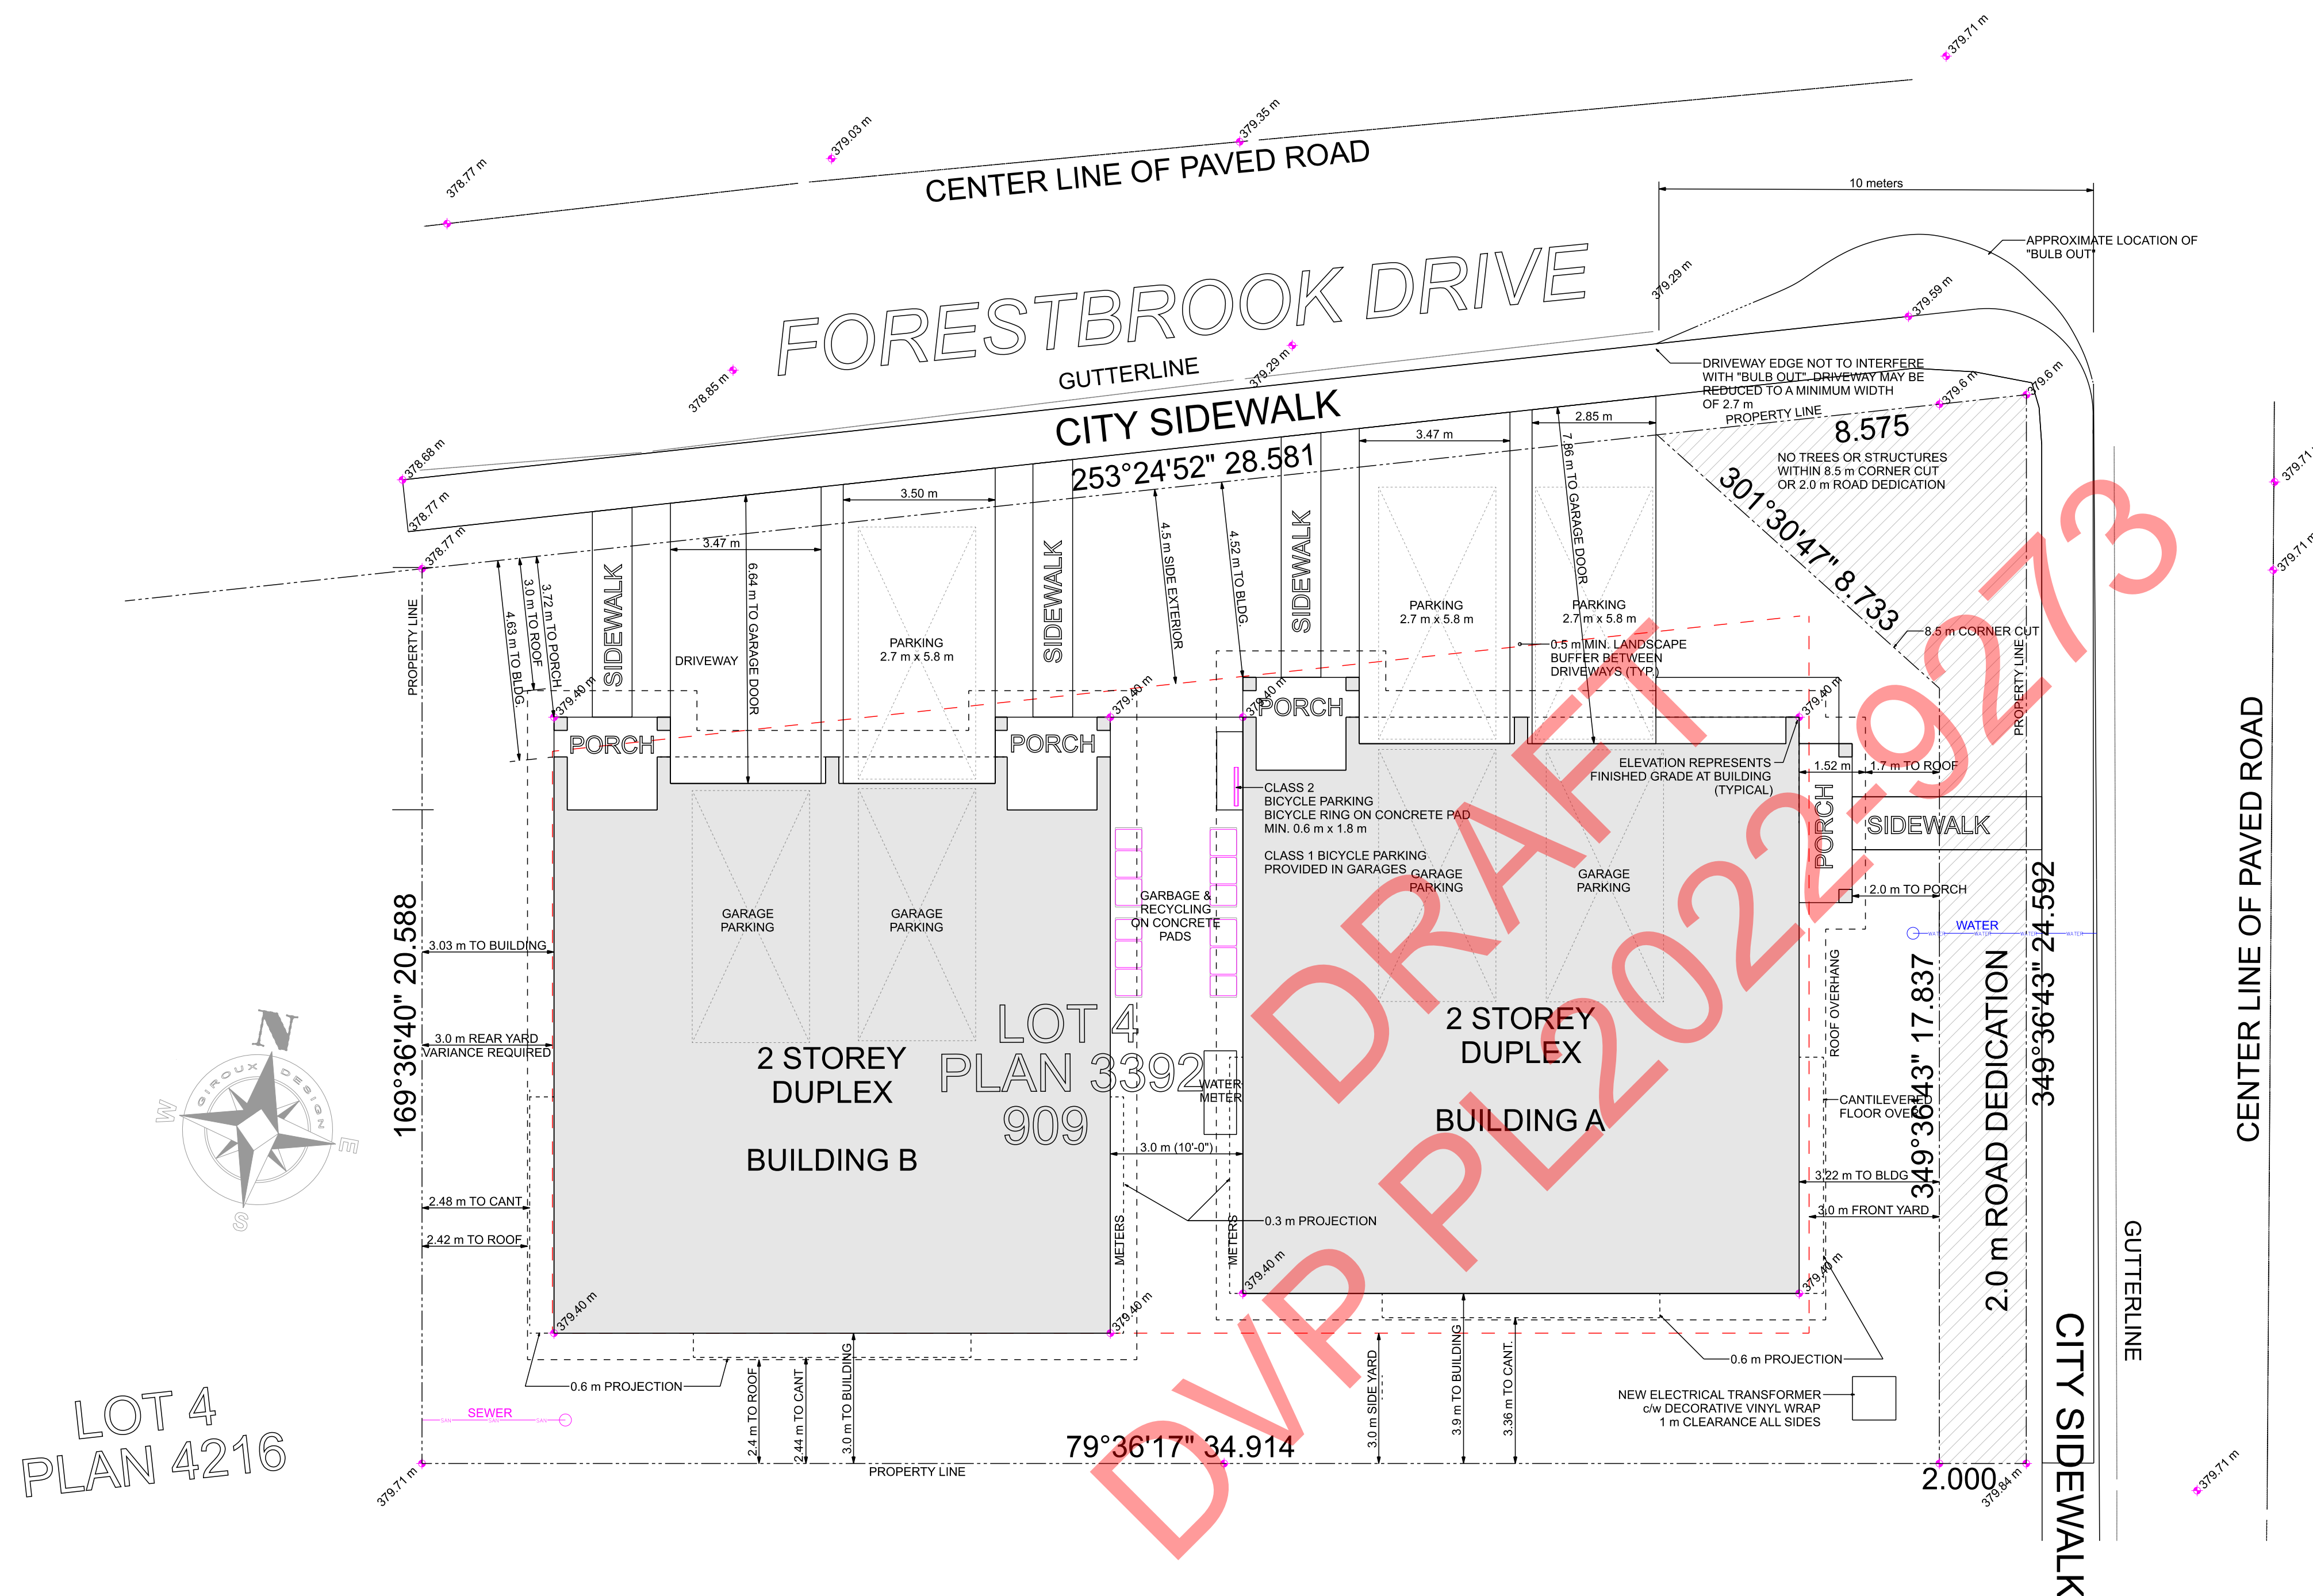 379.71 m
379.35 m
379.03 m
378.77 m
CENTER LINE OF PAVED ROAD
10 meters
APPROXIMATE LOCATION OF
"BULB OUT"
FORESTBROOK DRIVE
379.29 m
379.59 m
GUTTERLINE
379.29 m
378.85 m
DRIVEWAY EDGE NOT TO INTERFERE
WITH "BULB OUT". DRIVEWAY MAY BE
REDUCED TO A MINIMUM WIDTH
OF 2.7 m
379.6 m
379.6 m
PROPERTY LINE
CITY SIDEWALK
8.575
2.85 m
3.47 m
7.86 m TO GARAGE DOOR
378.68 m
378.77 m
378.77 m
253°24'52" 28.581
NO TREES OR STRUCTURES
WITHIN 8.5 m CORNER CUT
OR 2.0 m ROAD DEDICATION
301°30'47" 8.733
379.71
379.71 m
3.50 m
3.47 m
4.5 m SIDE EXTERIOR
4.52 m TO BLDG.
SIDEWALK
SIDEWALK
SIDEWALK
6.64 m TO GARAGE DOOR
3.72 m TO PORCH
3.0 m TO ROOF
4.63 m TO BLDG.
PROPERTY LINE
DRIVEWAY
PARKING
2.7 m x 5.8 m
PARKING
2.7 m x 5.8 m
PARKING
2.7 m x 5.8 m
8.5 m CORNER CUT
0.5 m MIN. LANDSCAPE
BUFFER BETWEEN
DRIVEWAYS (TYP.)
PROPERTY LINE
379.40 m
379.40 m
379.40 m
379.40 m
PORCH
PORCH
PORCH
ELEVATION REPRESENTS
FINISHED GRADE AT BUILDING
(TYPICAL)
1.52 m
1.7 m TO ROOF
CLASS 2
BICYCLE PARKING
BICYCLE RING ON CONCRETE PAD
MIN. 0.6 m x 1.8 m
CLASS 1 BICYCLE PARKING
PROVIDED IN GARAGES
PORCH
SIDEWALK
GARAGE
PARKING
GARAGE
PARKING
GARAGE
PARKING
GARAGE
PARKING
GARBAGE &
RECYCLING
ON CONCRETE
PADS
2.0 m TO PORCH
WATER
WATER
WATER
WATER
WATER
3.03 m TO BUILDING
169°36'40" 20.588
3.0 m REAR YARD
VARIANCE REQUIRED
ROOF OVERHANG
349°36'43" 17.837
2.0 m ROAD DEDICATION
349°36'43" 24.592
CENTER LINE OF PAVED ROAD
LOT 4
PLAN 3392
909
2 STOREY
DUPLEX
BUILDING B
2 STOREY
DUPLEX
BUILDING A
WATER
METER
CANTILEVERED
FLOOR OVER
3.0 m (10'-0")
3.22 m TO BLDG
3.0 m FRONT YARD
2.48 m TO CANT
2.42 m TO ROOF
METERS
METERS
0.3 m PROJECTION
N
E
S
W
GIROUX DESIGN
379.40 m
379.40 m
379.40 m
379.40 m
GUTTERLINE
CITY SIDEWALK
0.6 m PROJECTION
0.6 m PROJECTION
2.4 m TO ROOF
2.44 m TO CANT
3.0 m TO BUILDING
3.0 m SIDE YARD
3.9 m TO BUILDING
3.36 m TO CANT.
NEW ELECTRICAL TRANSFORMER
c/w DECORATIVE VINYL WRAP
1 m CLEARANCE ALL SIDES
SEWER
SAN
SAN
SAN
LOT 4
PLAN 4216
79°36'17" 34.914
PROPERTY LINE
2.000
379.71 m
379.84 m
379.71 m
DRAFT
DVP PL2022-9273